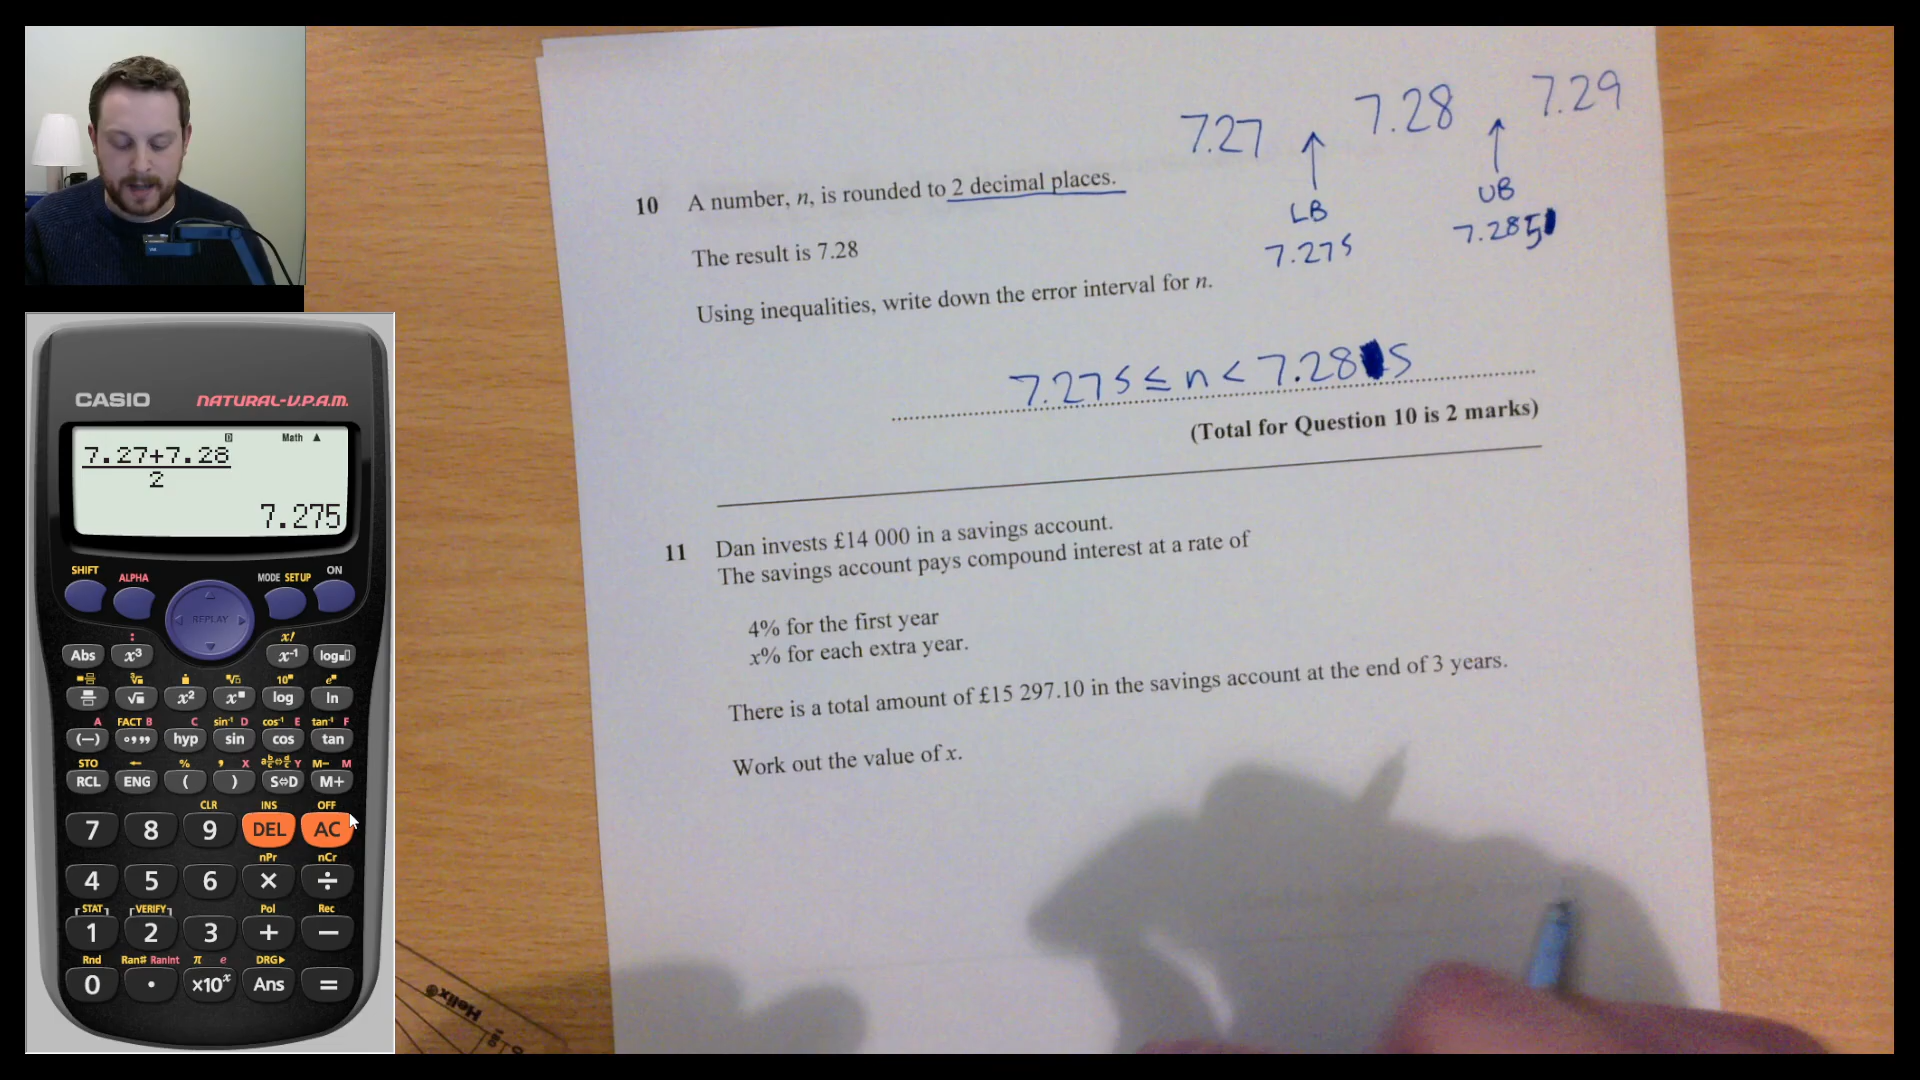 7.27 7.28 7.29
LB UB
7.275 7.285
10 A number, n, is rounded to 2 decimal places.
The result is 7.28
Using inequalities, write down the error interval for n.
7.275 ≤ n < 7.285
(Total for Question 10 is 2 marks)
11 Dan invests £14 000 in a savings account.
The savings account pays compound interest at a rate of
4% for the first year
x% for each extra year.
There is a total amount of £15 297.10 in the savings account at the end of 3 years.
Work out the value of x.
CASIO NATURAL-V.P.A.M.
D Math ▲
7.27+7.28
2
7.275
SHIFT ALPHA MODE SETUP ON
REPLAY
: x!
Abs x³ x⁻¹ log
10■ e■
√ x² x■ log ln
A FACT B C sin⁻¹ D cos⁻¹ E tan⁻¹ F
(−) °,,, hyp sin cos tan
STO ← % , X Y M− M
RCL ENG ( ) S⇔D M+
CLR INS OFF
7 8 9 DEL AC
nPr nCr
4 5 6 × ÷
STAT VERIFY Pol Rec
1 2 3 + −
Rnd Ran# RanInt π e DRG▶
0 . ×10ˣ Ans =
Helix®